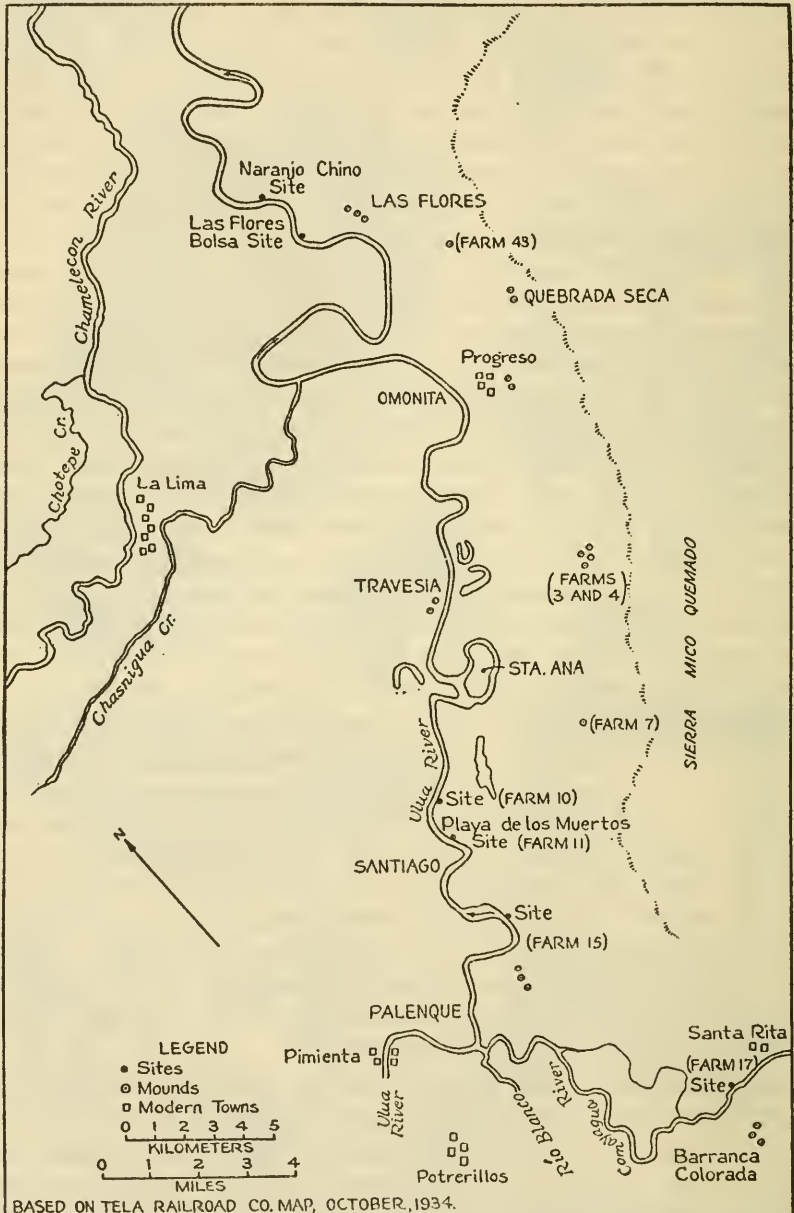 Naranjo Chino
Site
LAS FLORES
Las Flores
Bolsa Site
(FARM 43)
QUEBRADA SECA
Chamelecon River
Progreso
OMONITA
Chotepe Cr.
La Lima
TRAVESIA
(FARMS
3 AND 4)
SIERRA MICO QUEMADO
Chasnigua Cr.
STA. ANA
(FARM 7)
Ulua River
Site (FARM 10)
Playa de los Muertos
Site (FARM 11)
N
SANTIAGO
Site
(FARM 15)
PALENQUE
Santa Rita
(FARM 17)
Site
Pimienta
Ulua
River
Río Blanco
Comayagua River
Potrerillos
Barranca
Colorada
LEGEND
Sites
Mounds
Modern Towns
0 1 2 3 4 5
KILOMETERS
0 1 2 3 4
MILES
BASED ON TELA RAILROAD CO. MAP, OCTOBER, 1934.